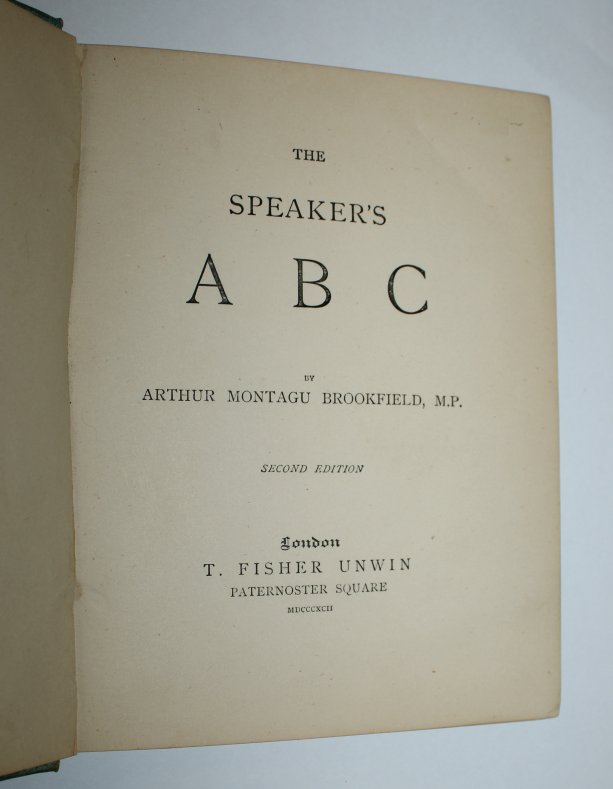 THE
SPEAKER'S
A B C
BY
ARTHUR MONTAGU BROOKFIELD, M.P.
SECOND EDITION
London
T. FISHER UNWIN
PATERNOSTER SQUARE
MDCCCXCII